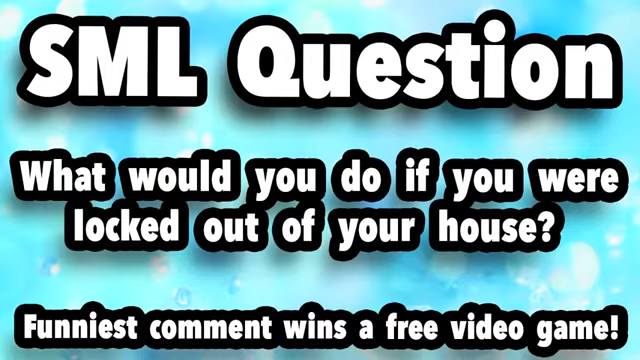 SML Question
What would you do if you were
locked out of your house?
Funniest comment wins a free video game!